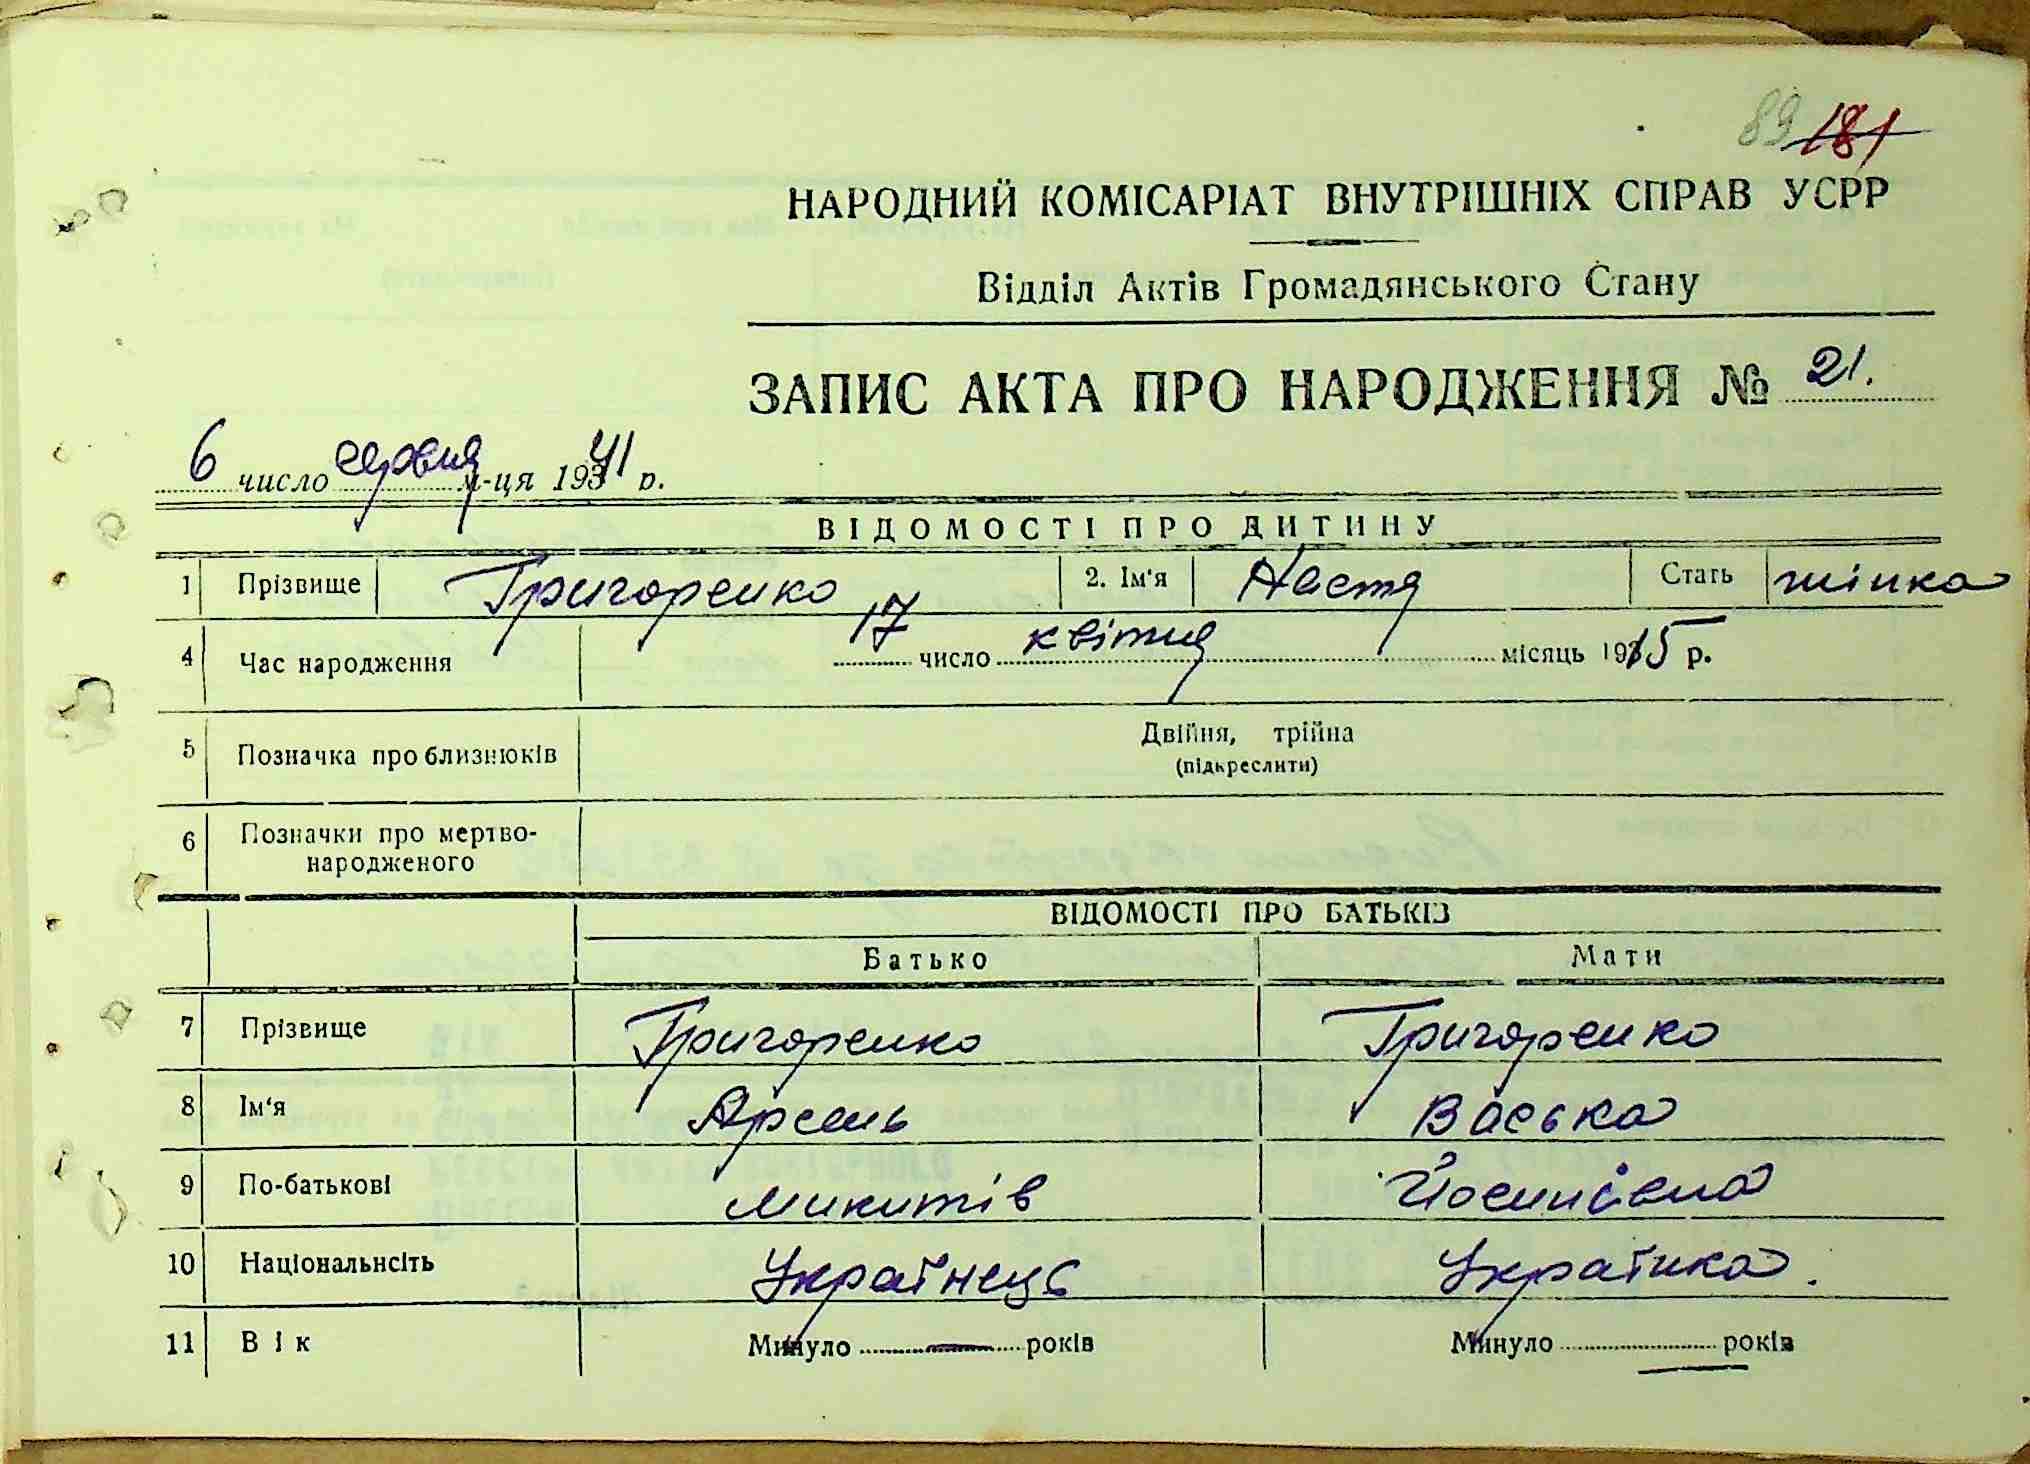 89 181
НАРОДНИЙ КОМІСАРІАТ ВНУТРІШНІХ СПРАВ УСРР
Відділ Актів Громадянського Стану
ЗАПИС АКТА ПРО НАРОДЖЕННЯ № 21.
6 число серпня м-ця 1941 р.
ВІДОМОСТІ ПРО ДИТИНУ
1 Прізвище Григоренко 2. Ім'я Настя Стать жінка
4 Час народження 17 число квітня місяць 1915 р.
5 Позначка про близнюків Двійня, трійна
(підкреслити)
6 Позначки про мертво-
народженого
ВІДОМОСТІ ПРО БАТЬКІВ
Батько Мати
7 Прізвище Григоренко Григоренко
8 Ім'я Арсень Васька
9 По-батькові Микитів Йосипівна
10 Національнсіть Українець Українка.
11 Вік Минуло — років Минуло — років